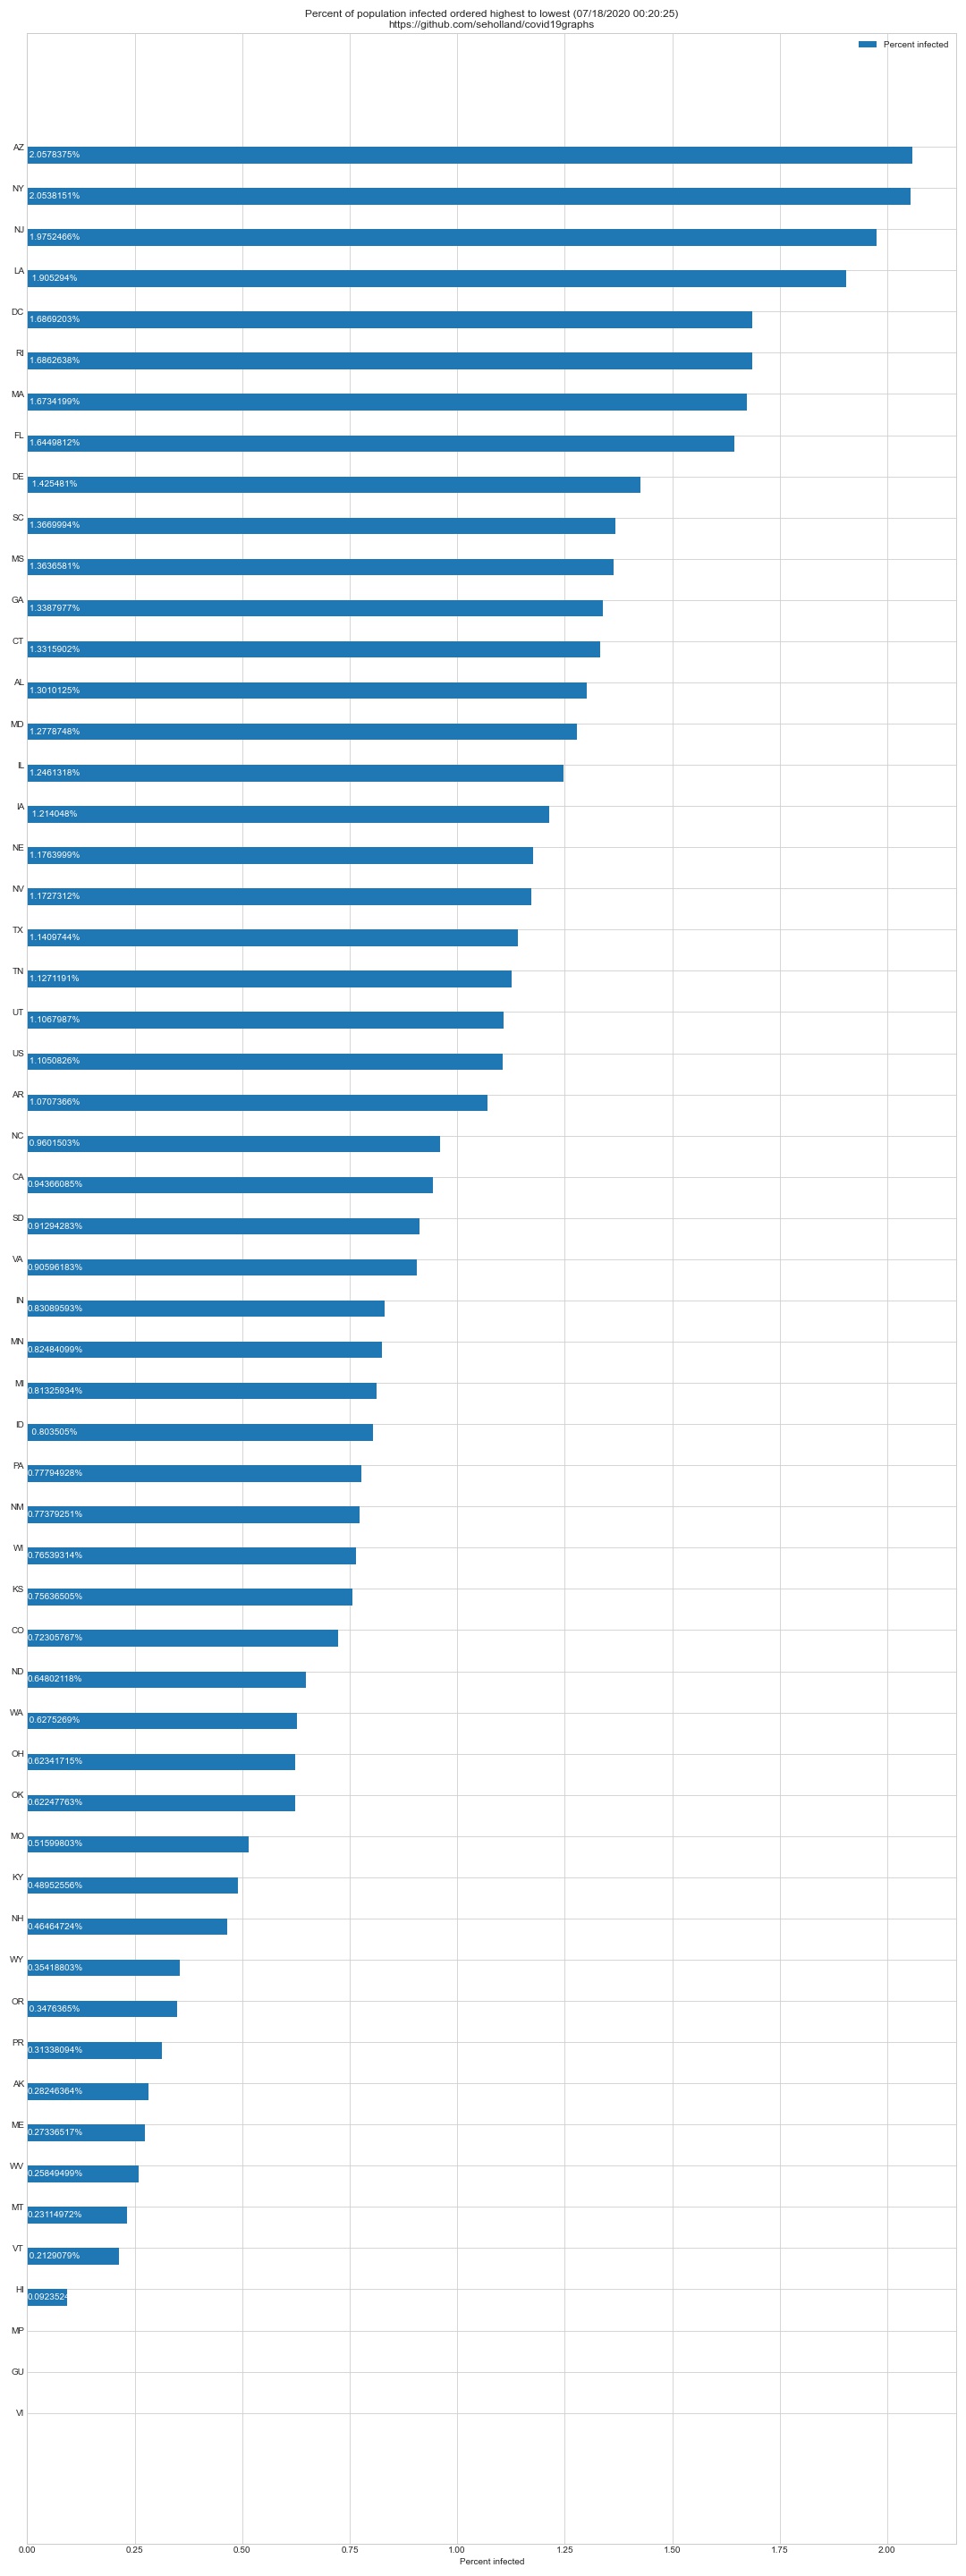 Percent of population infected ordered highest to lowest (07/18/2020 00:20:25)
https://github.com/seholland/covid19graphs
Percent infected
AZ 2.0578375%
NY 2.0538151%
NJ 1.9752466%
LA 1.905294%
DC 1.6869203%
RI 1.6862638%
MA 1.6734199%
FL 1.6449812%
DE 1.425481%
SC 1.3669994%
MS 1.3636581%
GA 1.3387977%
CT 1.3315902%
AL 1.3010125%
MD 1.2778748%
IL 1.2461318%
IA 1.214048%
NE 1.1763999%
NV 1.1727312%
TX 1.1409744%
TN 1.1271191%
UT 1.1067987%
US 1.1050826%
AR 1.0707366%
NC 0.9601503%
CA 0.94366085%
SD 0.91294283%
VA 0.90596183%
IN 0.83089593%
MN 0.82484099%
MI 0.81325934%
ID 0.803505%
PA 0.77794928%
NM 0.77379251%
WI 0.76539314%
KS 0.75636505%
CO 0.72305767%
ND 0.64802118%
WA 0.6275269%
OH 0.62341715%
OK 0.62247763%
MO 0.51599803%
KY 0.48952556%
NH 0.46464724%
WY 0.35418803%
OR 0.3476365%
PR 0.31338094%
AK 0.28246364%
ME 0.27336517%
WV 0.25849499%
MT 0.23114972%
VT 0.2129079%
HI 0.0923524
MP
GU
VI
0.00 0.25 0.50 0.75 1.00 1.25 1.50 1.75 2.00
Percent infected